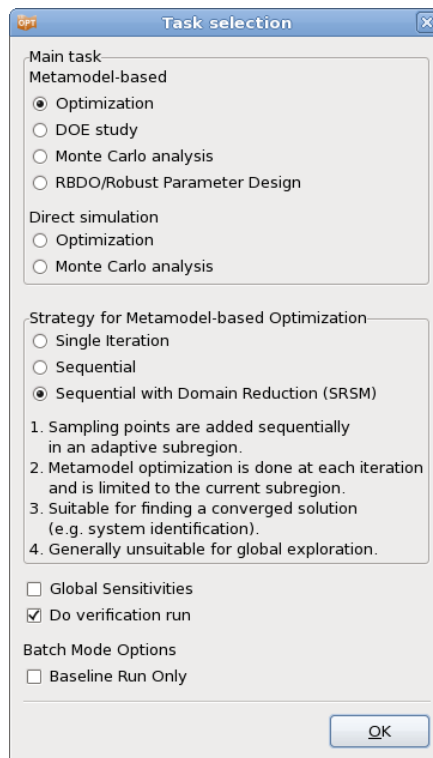 OPT
Task selection
Main task
Metamodel-based
Optimization
DOE study
Monte Carlo analysis
RBDO/Robust Parameter Design
Direct simulation
Optimization
Monte Carlo analysis
Strategy for Metamodel-based Optimization
Single Iteration
Sequential
Sequential with Domain Reduction (SRSM)
1. Sampling points are added sequentially
in an adaptive subregion.
2. Metamodel optimization is done at each iteration
and is limited to the current subregion.
3. Suitable for finding a converged solution
(e.g. system identification).
4. Generally unsuitable for global exploration.
Global Sensitivities
Do verification run
Batch Mode Options
Baseline Run Only
OK